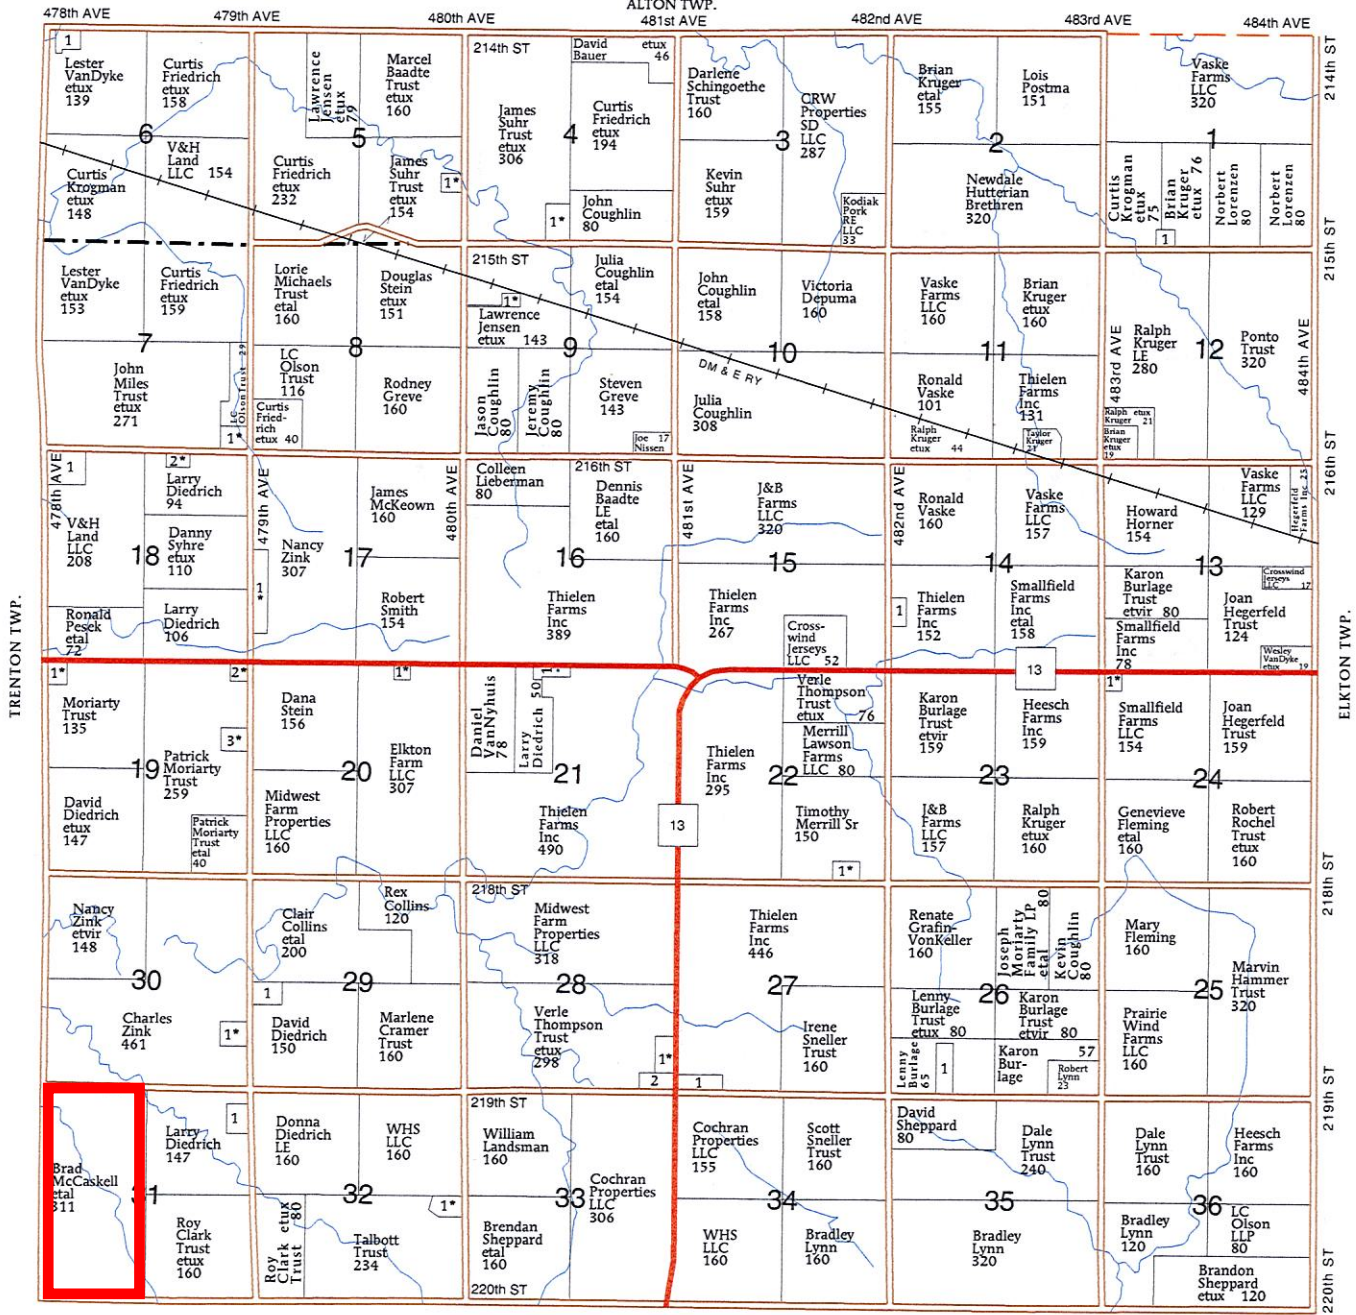 ALTON TWP.
478th AVE
479th AVE
480th AVE
481st AVE
482nd AVE
483rd AVE
484th AVE
214th ST
TRENTON TWP.
ELKTON TWP.
1
Lester
VanDyke
etux
139
Curtis
Friedrich
etux
158
6
V&H
Land
LLC 154
Curtis
Krogman
etux
148
Lawrence
Jensen
etux
79
Marcel
Baadte
Trust
etux
160
5
Curtis
Friedrich
etux
232
James
Suhr
Trust
etux
154
1*
214th ST
David etux
Bauer 46
James
Suhr
Trust
etux
306
4
Curtis
Friedrich
etux
194
1*
John
Coughlin
80
Darlene
Schingoethe
Trust
160
CRW
Properties
SD
LLC
287
3
Kevin
Suhr
etux
159
Kodiak
Pork
RE
LLC
33
Brian
Kruger
etal
155
Lois
Postma
151
2
Newdale
Hutterian
Brethren
320
Vaske
Farms
LLC
320
1
Curtis
Krogman
etux
75
Brian
Kruger
etux 76
1
Norbert
Lorenzen
80
Norbert
Lorenzen
80
215th ST
Lester
VanDyke
etux
153
Curtis
Friedrich
etux
159
7
John
Miles
Trust
etux
271
LC
Olson Trust 29
1*
Lorie
Michaels
Trust
etal
160
Douglas
Stein
etux
151
8
LC
Olson
Trust
116
Curtis
Fried-
rich
etux 40
Rodney
Greve
160
215th ST
1*
Lawrence
Jensen
etux 143
Julia
Coughlin
etal
154
9
Jason
Coughlin
80
Jeremy
Coughlin
80
Steven
Greve
143
Joe 17
Nissen
John
Coughlin
etal
158
Victoria
Depuma
160
10
DM & E RY
Julia
Coughlin
308
Vaske
Farms
LLC
160
Brian
Kruger
etux
160
11
Ronald
Vaske
101
Ralph
Kruger
etux 44
Thielen
Farms
Inc
131
Taylor
Kruger
21
483rd AVE
Ralph
Kruger
LE
280
12
Ponto
Trust
320
484th AVE
Ralph etux
Kruger 21
Brian
Kruger
etux
19
216th ST
478th AVE
1
V&H
Land
LLC
208
2*
Larry
Diedrich
94
18
Danny
Syhre
etux
110
Ronald
Pesek
etal
72
Larry
Diedrich
106
479th AVE
James
McKeown
160
480th AVE
Nancy
Zink
307
17
1
*
Robert
Smith
154
Colleen
Lieberman
80
216th ST
Dennis
Baadte
LE
etal
160
16
Thielen
Farms
Inc
389
481st AVE
J&B
Farms
LLC
320
15
Thielen
Farms
Inc
267
Cross-
wind
Jerseys
LLC 52
482nd AVE
Ronald
Vaske
160
Vaske
Farms
LLC
157
14
1
Thielen
Farms
Inc
152
Smallfield
Farms
Inc
etal
158
Howard
Horner
154
Vaske
Farms
LLC
129
Hegerfeld
Farms Inc 25
13
Karon
Burlage
Trust
etvir 80
Smallfield
Farms
Inc
78
Crosswind
Jerseys
LLC 17
Joan
Hegerfeld
Trust
124
Wesley
VanDyke
etux 19
13
1*
Moriarty
Trust
135
2*
3*
19
Patrick
Moriarty
Trust
259
David
Diedrich
etux
147
Patrick
Moriarty
Trust
etal
40
Dana
Stein
156
1*
20
Elkton
Farm
LLC
307
Midwest
Farm
Properties
LLC
160
Daniel
VanNyhuis
78
Larry
Diedrich 50
21
Thielen
Farms
Inc
490
Verle
Thompson
Trust
etux 76
Merrill
Lawson
Farms
LLC 80
Thielen
Farms
Inc
295
22
13
Timothy
Merrill Sr
150
1*
Karon
Burlage
Trust
etvir
159
Heesch
Farms
Inc
159
23
J&B
Farms
LLC
157
Ralph
Kruger
etux
160
1*
Smallfield
Farms
LLC
154
Joan
Hegerfeld
Trust
159
24
Genevieve
Fleming
etal
160
Robert
Rochel
Trust
etux
160
218th ST
Nancy
Zink
etvir
148
30
Charles
Zink
461
1*
Rex
Collins
120
Clair
Collins
etal
200
29
1
David
Diedrich
150
Marlene
Cramer
Trust
160
218th ST
Midwest
Farm
Properties
LLC
318
28
Verle
Thompson
Trust
etux
298
1*
2
Thielen
Farms
Inc
446
27
Irene
Sneller
Trust
160
1
Renate
Grafin-
VonKeller
160
Joseph
Moriarty
Family LP 80
etal
Kevin
Coughlin
80
26
Lenny
Burlage
Trust
etux 80
Karon
Burlage
Trust
etvir 80
Lenny
Burlage
65
1
Karon 57
Bur-
lage
Robert
Lynn
23
Mary
Fleming
160
25
Marvin
Hammer
Trust
320
Prairie
Wind
Farms
LLC
160
219th ST
Brad
McCaskell
etal
311
31
1
Larry
Diedrich
147
Roy
Clark
Trust
etux
160
Donna
Diedrich
LE
160
WHS
LLC
160
32
1*
Roy etux
Clark 80
Trust
Talbott
Trust
234
219th ST
William
Landsman
160
33
Cochran
Properties
LLC
306
Brendan
Sheppard
etal
160
220th ST
Cochran
Properties
LLC
155
Scott
Sneller
Trust
160
34
WHS
LLC
160
Bradley
Lynn
160
David
Sheppard
80
Dale
Lynn
Trust
240
35
Bradley
Lynn
320
Dale
Lynn
Trust
160
Heesch
Farms
Inc
160
36
Bradley
Lynn
120
LC
Olson
LLP
80
Brandon
Sheppard
etux 120
220th ST